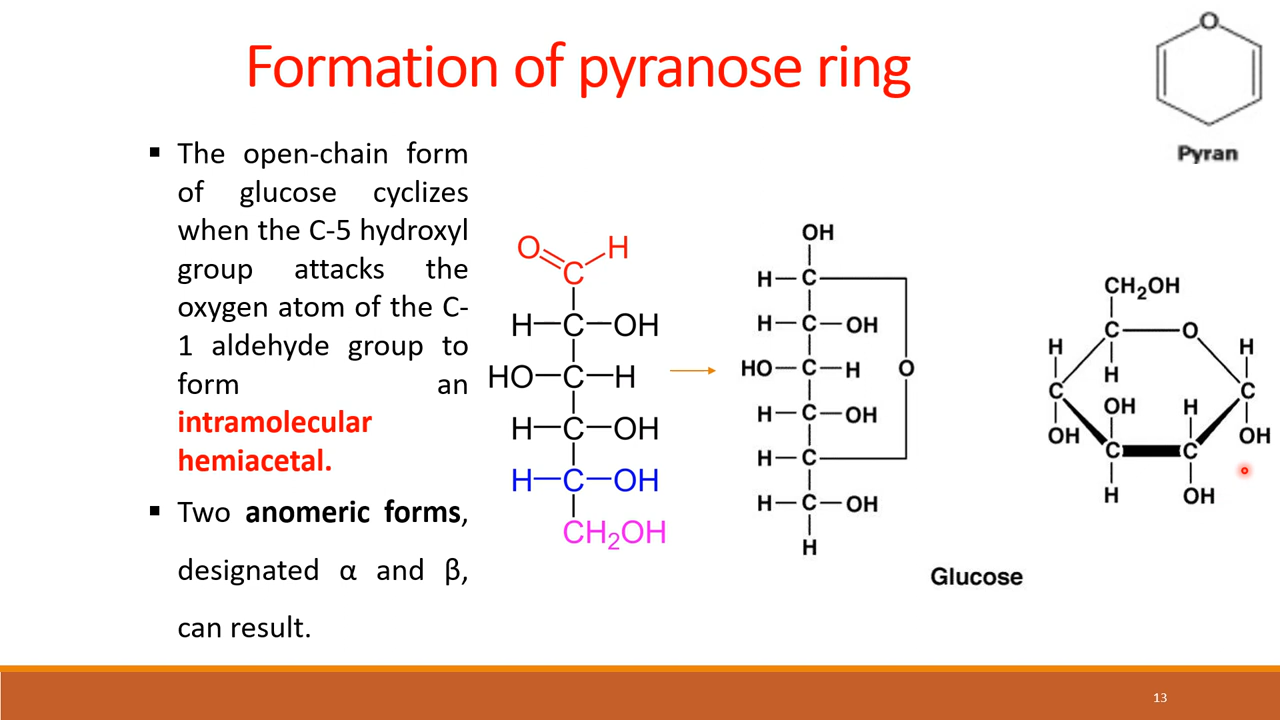 Formation of pyranose ring
O
Pyran
▪ The open-chain form
of glucose cyclizes
when the C-5 hydroxyl
group attacks the
oxygen atom of the C-
1 aldehyde group to
form an
intramolecular
hemiacetal.
▪ Two anomeric forms,
designated α and β,
can result.
O H
C
H C OH
HO C H
H C OH
H C OH
CH₂OH
OH
H C
H C OH
HO C H
O
H C OH
H C
H C OH
H
CH₂OH
C O
H H
H
C C
OH H
OH OH
C C
H OH
Glucose
13